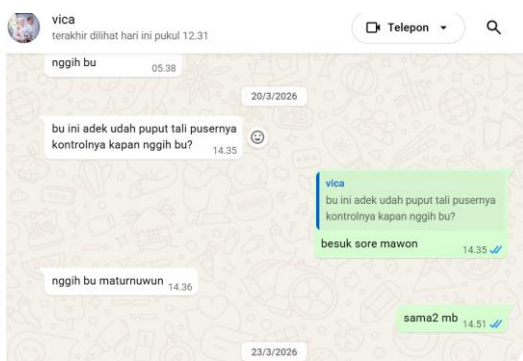 vica
terakhir dilihat hari ini pukul 12.31
Telepon
nggih bu
05.38
20/3/2026
bu ini adek udah puput tali pusernya
kontrolnya kapan nggih bu?
14.35
vica
bu ini adek udah puput tali pusernya
kontrolnya kapan nggih bu?
besuk sore mawon
14.35
nggih bu maturnuwun 14.36
sama2 mb 14.51
23/3/2026